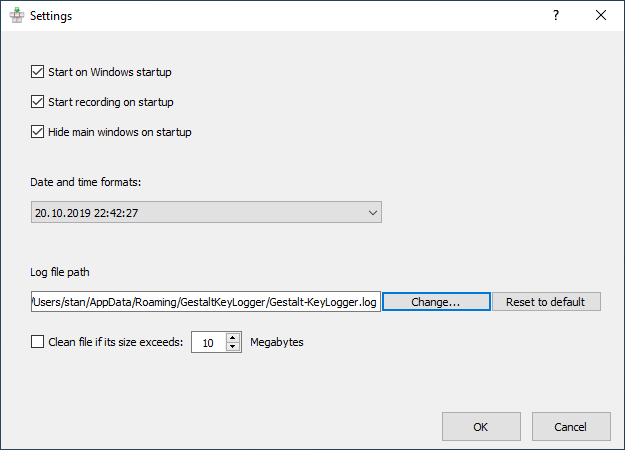 Settings
?
Start on Windows startup
Start recording on startup
Hide main windows on startup
Date and time formats:
20.10.2019 22:42:27
Log file path
/Users/stan/AppData/Roaming/GestaltKeyLogger/Gestalt-KeyLogger.log Change... Reset to default
Clean file if its size exceeds: 10 Megabytes
OK Cancel